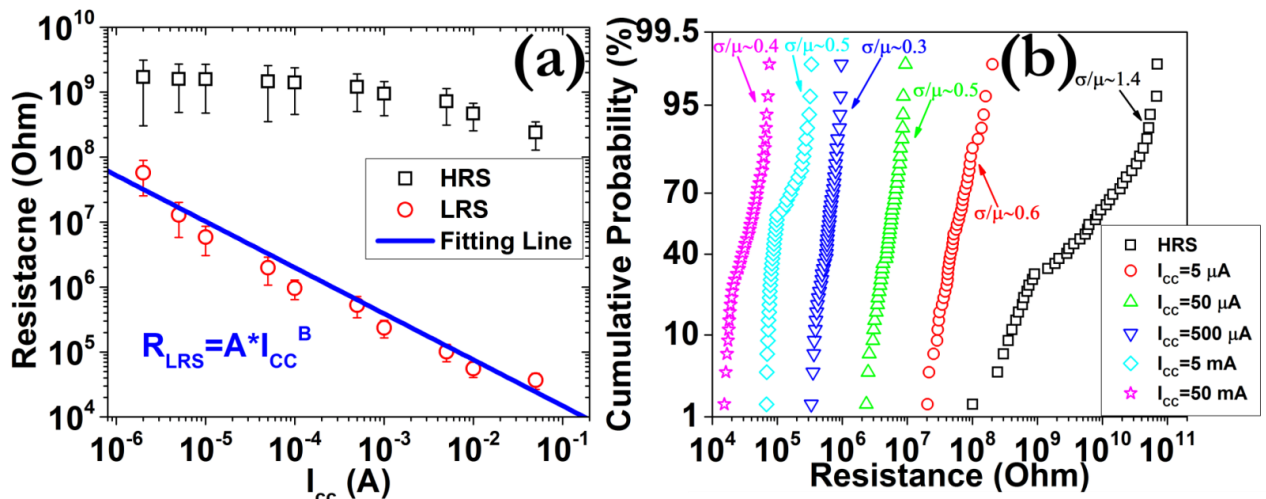 (a)
Resistacne (Ohm)
10^10
10^9
10^8
10^7
10^6
10^5
10^4
HRS
LRS
Fitting Line
R_LRS=A*I_CC^B
10^-6 10^-5 10^-4 10^-3 10^-2 10^-1
I_cc (A)
(b)
Cumulative Probability (%)
99.5
95
70
40
10
1
σ/μ~0.4
σ/μ~0.5
σ/μ~0.3
σ/μ~0.5
σ/μ~0.6
σ/μ~1.4
HRS
I_CC=5 μA
I_CC=50 μA
I_CC=500 μA
I_CC=5 mA
I_CC=50 mA
10^4 10^5 10^6 10^7 10^8 10^9 10^10 10^11
Resistance (Ohm)